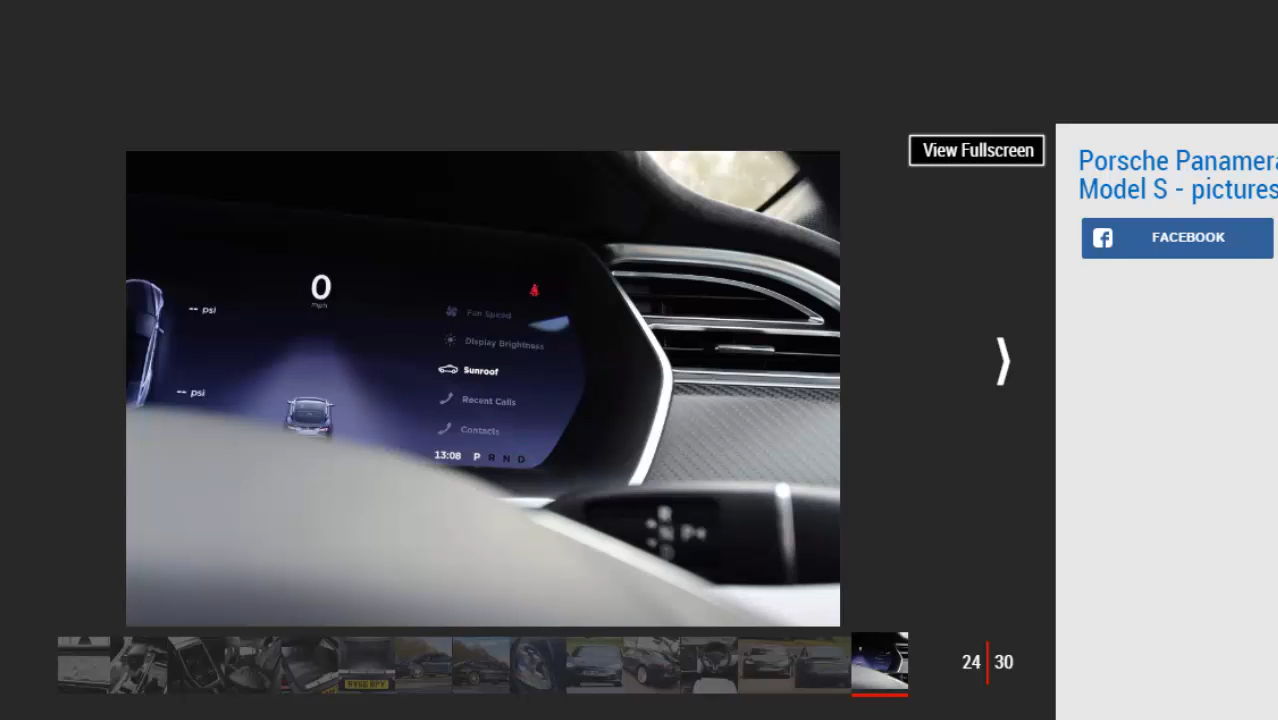 View Fullscreen
Porsche Panamera
Model S - pictures
FACEBOOK
0
mph
-- psi
Fan Speed
Display Brightness
Sunroof
-- psi
Recent Calls
Contacts
13:08 P R N D
24 30